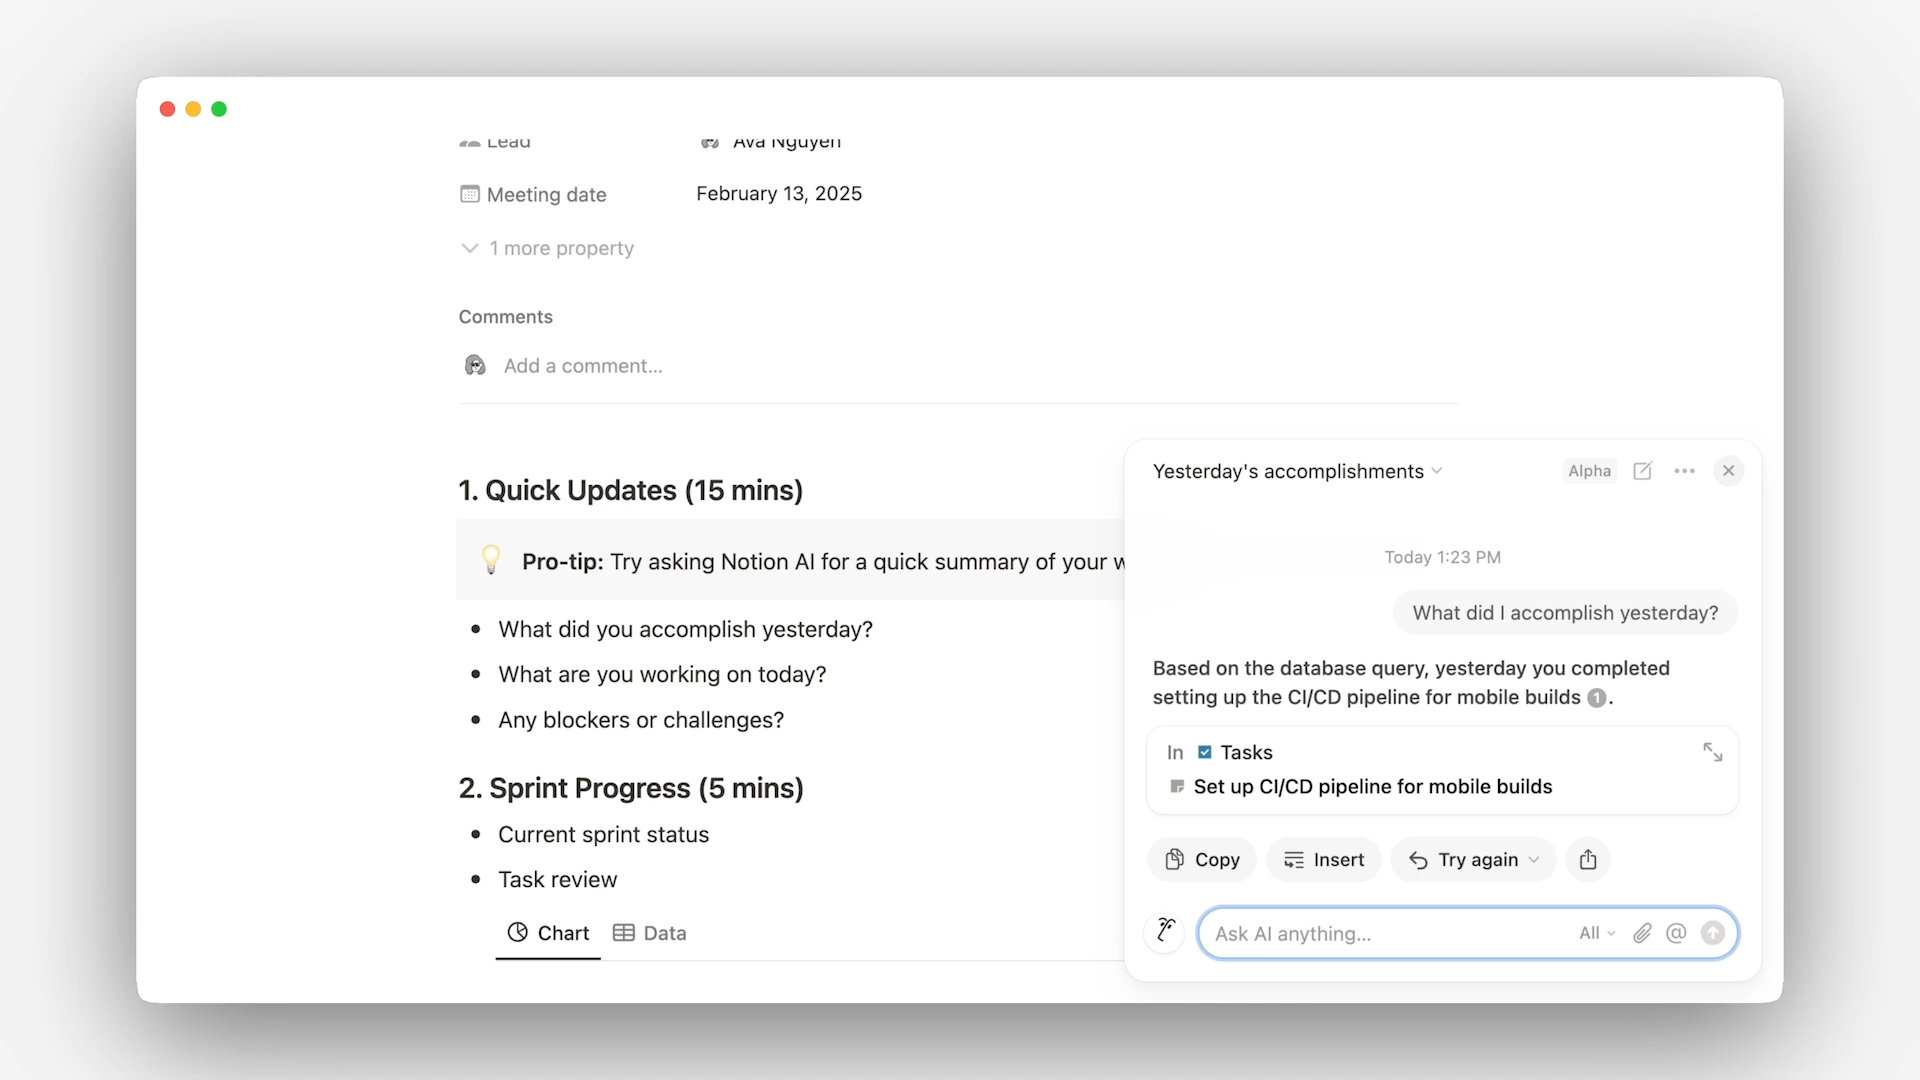 Lead
Ava Nguyen
Meeting date
February 13, 2025
1 more property
Comments
Add a comment...
1. Quick Updates (15 mins)
Pro-tip: Try asking Notion AI for a quick summary of your w
What did you accomplish yesterday?
What are you working on today?
Any blockers or challenges?
2. Sprint Progress (5 mins)
Current sprint status
Task review
Chart
Data
Yesterday's accomplishments
Alpha
Today 1:23 PM
What did I accomplish yesterday?
Based on the database query, yesterday you completed
setting up the CI/CD pipeline for mobile builds 1.
In Tasks
Set up CI/CD pipeline for mobile builds
Copy
Insert
Try again
Ask AI anything...
All